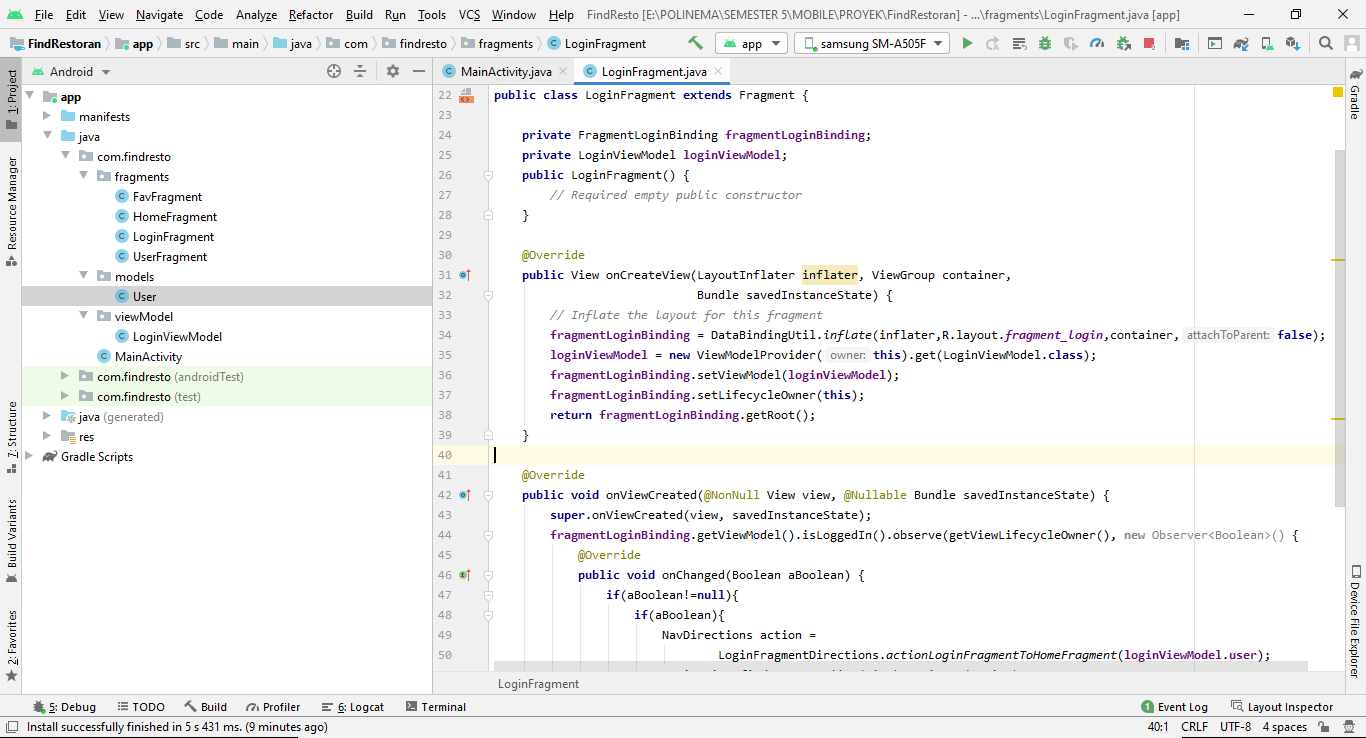 File Edit View Navigate Code Analyze Refactor Build Run Tools VCS Window Help FindResto [E:\POLINEMA\SEMESTER 5\MOBILE\PROYEK\FindRestoran] - ...\fragments\LoginFragment.java [app]
FindRestoran app src main java com findresto fragments LoginFragment app samsung SM-A505F
Android
MainActivity.java LoginFragment.java
1: Project
Resource Manager
Z: Structure
Build Variants
2: Favorites
app
manifests
java
com.findresto
fragments
FavFragment
HomeFragment
LoginFragment
UserFragment
models
User
viewModel
LoginViewModel
MainActivity
com.findresto (androidTest)
com.findresto (test)
java (generated)
res
Gradle Scripts
22 public class LoginFragment extends Fragment {
23
24 private FragmentLoginBinding fragmentLoginBinding;
25 private LoginViewModel loginViewModel;
26 public LoginFragment() {
27 // Required empty public constructor
28 }
29
30 @Override
31 public View onCreateView(LayoutInflater inflater, ViewGroup container,
32 Bundle savedInstanceState) {
33 // Inflate the layout for this fragment
34 fragmentLoginBinding = DataBindingUtil.inflate(inflater,R.layout.fragment_login,container, attachToParent: false);
35 loginViewModel = new ViewModelProvider( owner: this).get(LoginViewModel.class);
36 fragmentLoginBinding.setViewModel(loginViewModel);
37 fragmentLoginBinding.setLifecycleOwner(this);
38 return fragmentLoginBinding.getRoot();
39 }
40
41 @Override
42 public void onViewCreated(@NonNull View view, @Nullable Bundle savedInstanceState) {
43 super.onViewCreated(view, savedInstanceState);
44 fragmentLoginBinding.getViewModel().isLoggedIn().observe(getViewLifecycleOwner(), new Observer<Boolean>() {
45 @Override
46 public void onChanged(Boolean aBoolean) {
47 if(aBoolean!=null){
48 if(aBoolean){
49 NavDirections action =
50 LoginFragmentDirections.actionLoginFragmentToHomeFragment(loginViewModel.user);
LoginFragment
Gradle
Device File Explorer
5: Debug TODO Build Profiler 6: Logcat Terminal 1 Event Log Layout Inspector
Install successfully finished in 5 s 431 ms. (9 minutes ago) 40:1 CRLF UTF-8 4 spaces